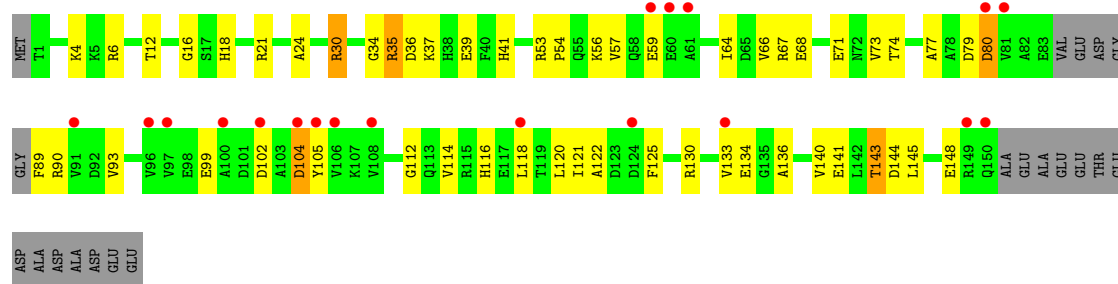 MET T1 K4 K5 R6 T12 G16 S17 H18 R21 A24 R30 G34 R35 D36 K37 H38 E39 F40 H41 R53 P54 Q55 K56 V57 Q58 E59 E60 A61 I64 D65 V66 R67 E68 E71 N72 V73 T74 A77 A78 D79 D80 V81 A82 E83 VAL GLU ASP GLY
GLY F89 R90 V91 D92 V93 V96 V97 E98 E99 A100 D101 D102 A103 D104 Y105 V106 K107 V108 G112 Q113 V114 R115 H116 E117 L118 T119 L120 I121 A122 D123 D124 F125 R130 V133 E134 G135 A136 V140 E141 L142 T143 D144 L145 E148 R149 Q150 ALA GLU ALA GLU GLU THR GLU
ASP ALA ASP ALA ASP GLU GLU